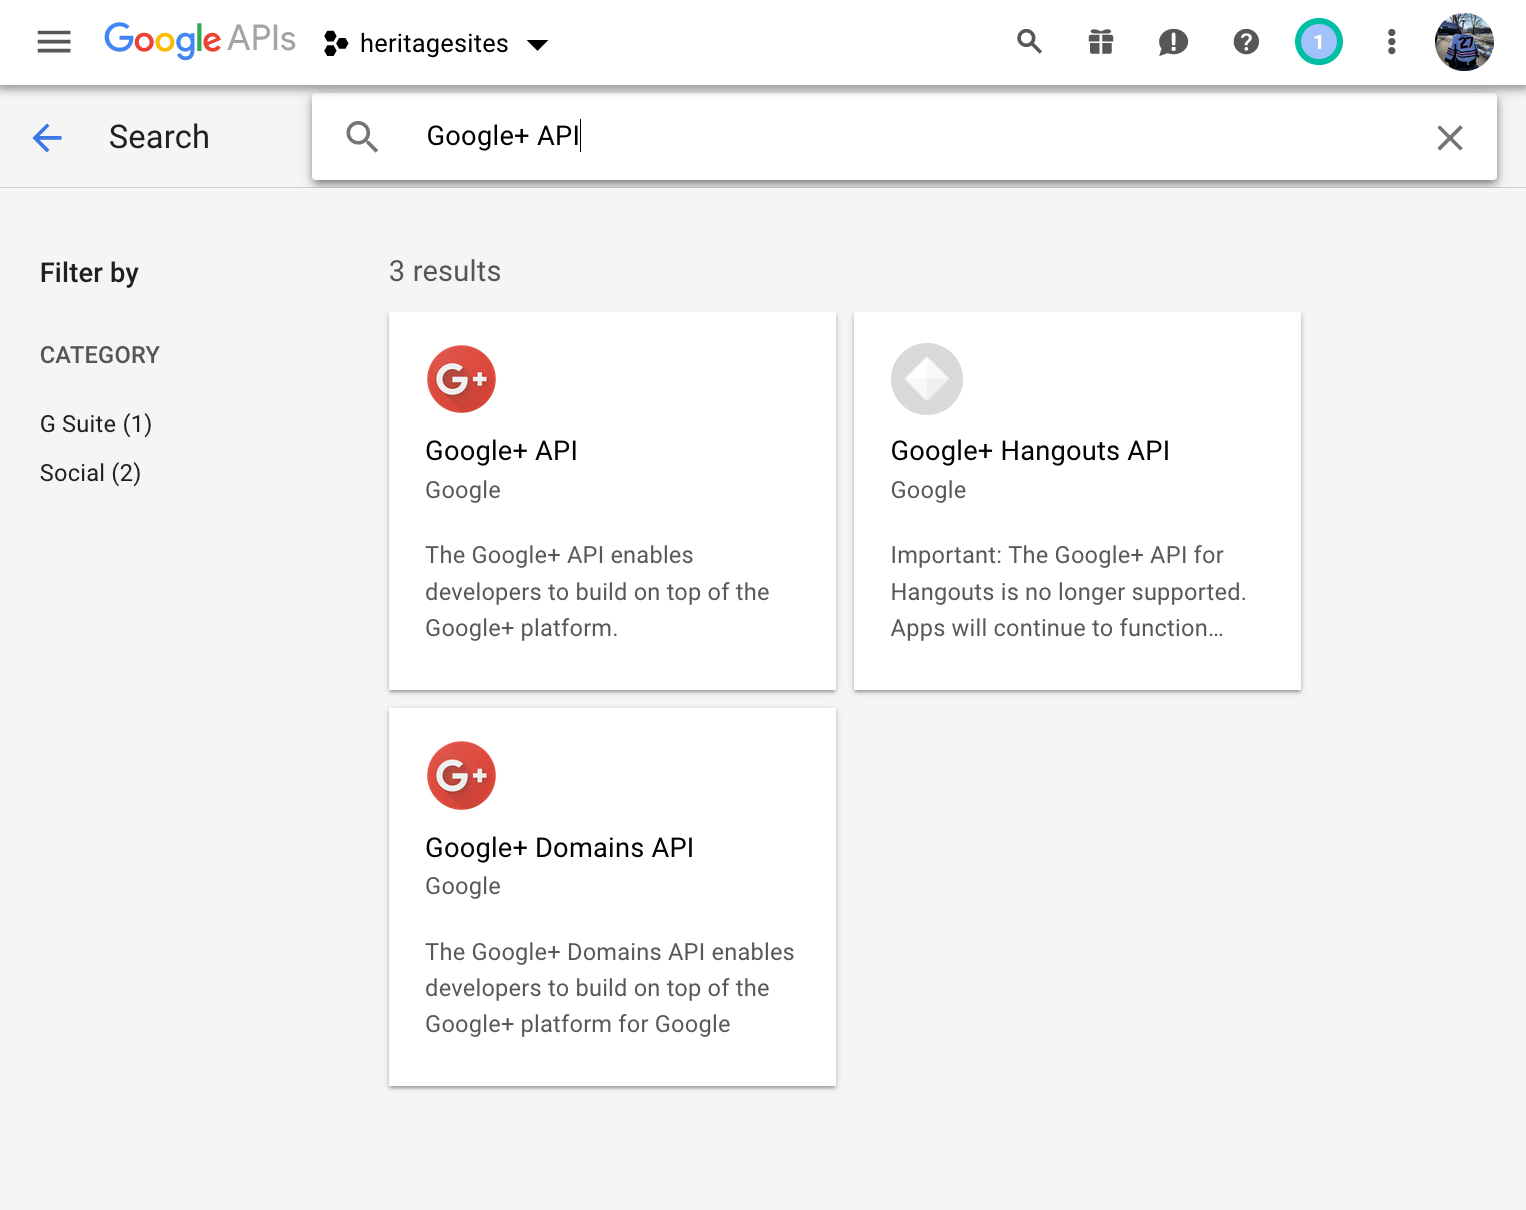 Google APIs
heritagesites
1
Search
Google+ API
Filter by
CATEGORY
G Suite (1)
Social (2)
3 results
G+
Google+ API
Google
The Google+ API enables
developers to build on top of the
Google+ platform.
Google+ Hangouts API
Google
Important: The Google+ API for
Hangouts is no longer supported.
Apps will continue to function…
G+
Google+ Domains API
Google
The Google+ Domains API enables
developers to build on top of the
Google+ platform for Google